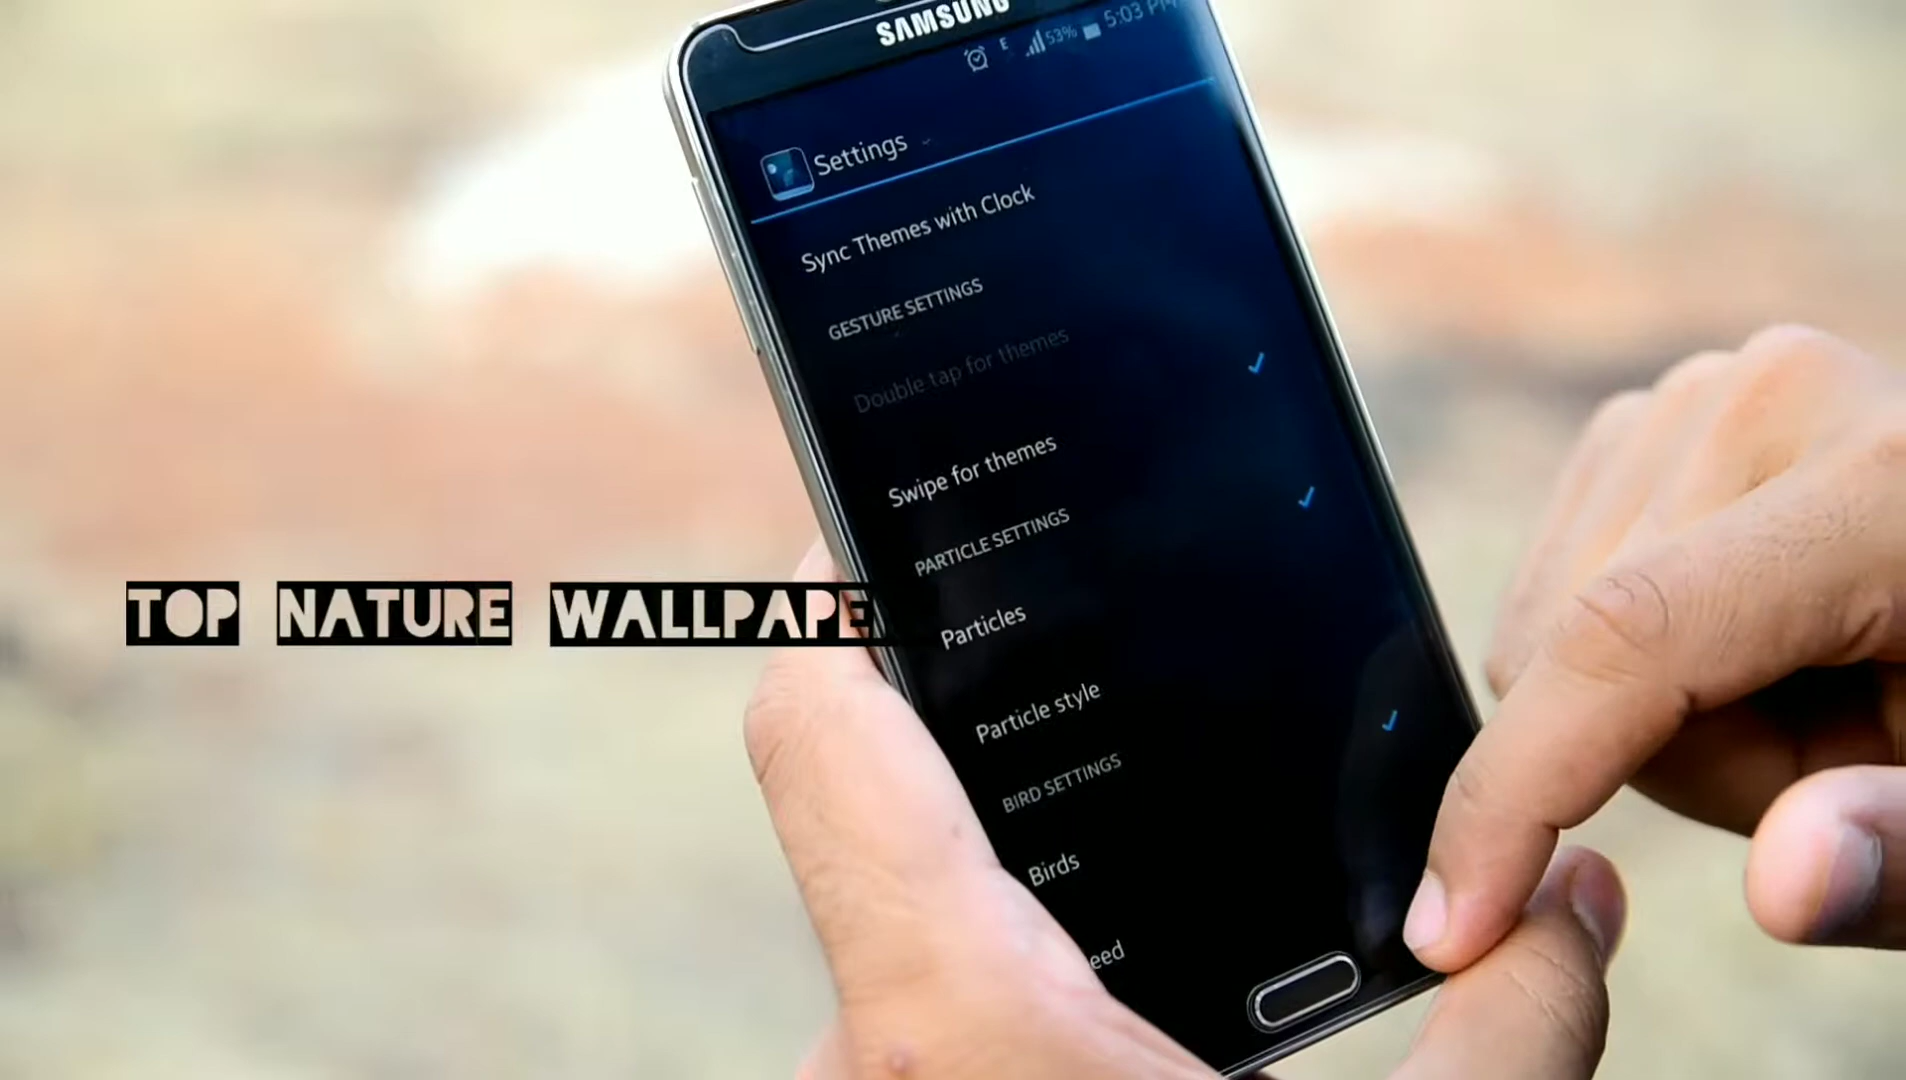 SAMSUNG
E 53% 5:03 PM
Settings
Sync Themes with Clock
GESTURE SETTINGS
Double tap for themes
Swipe for themes
PARTICLE SETTINGS
Particles
TOP NATURE WALLPAPE
Particle style
BIRD SETTINGS
Birds
eed